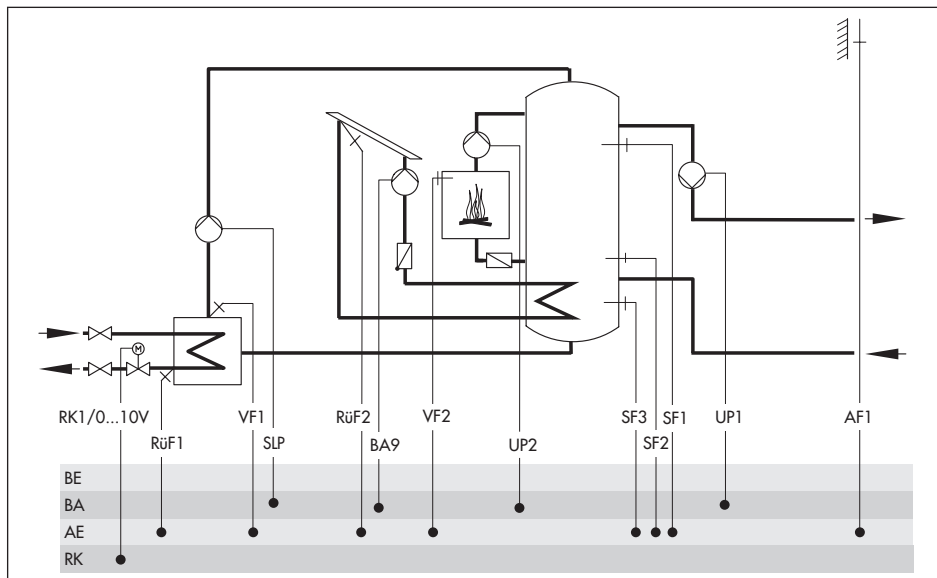 M
RK1/0...10V
VF1
RüF2
VF2
SF3
SF1
UP1
AF1
RüF1
SLP
BA9
UP2
SF2
BE
BA
AE
RK